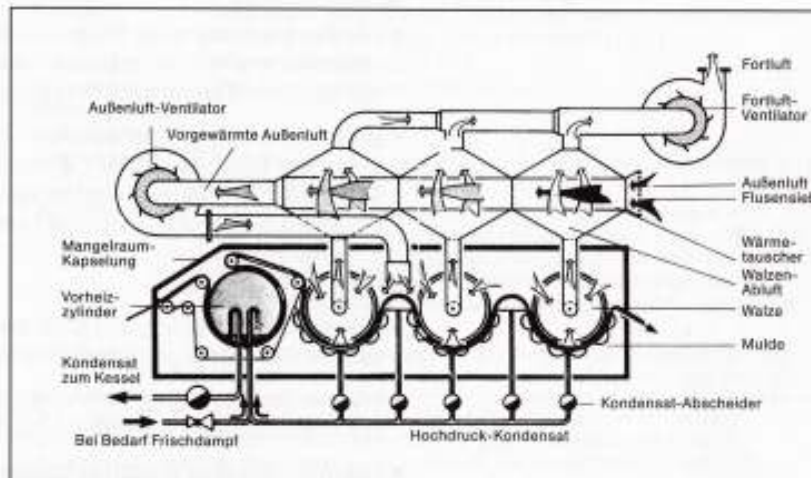 Fortluft
Außenluft-Ventilator
Fortluft-
Ventilator
Vorgewärmte Außenluft
Außenluft
Flusensieb
Mangelraum-
Kapselung
Wärme-
tauscher
Walzen-
Abluft
Vorheiz-
zylinder
Walze
Mulde
Kondensat
zum Kessel
Kondensat-Abscheider
Bei Bedarf Frischdampf
Hochdruck-Kondensat